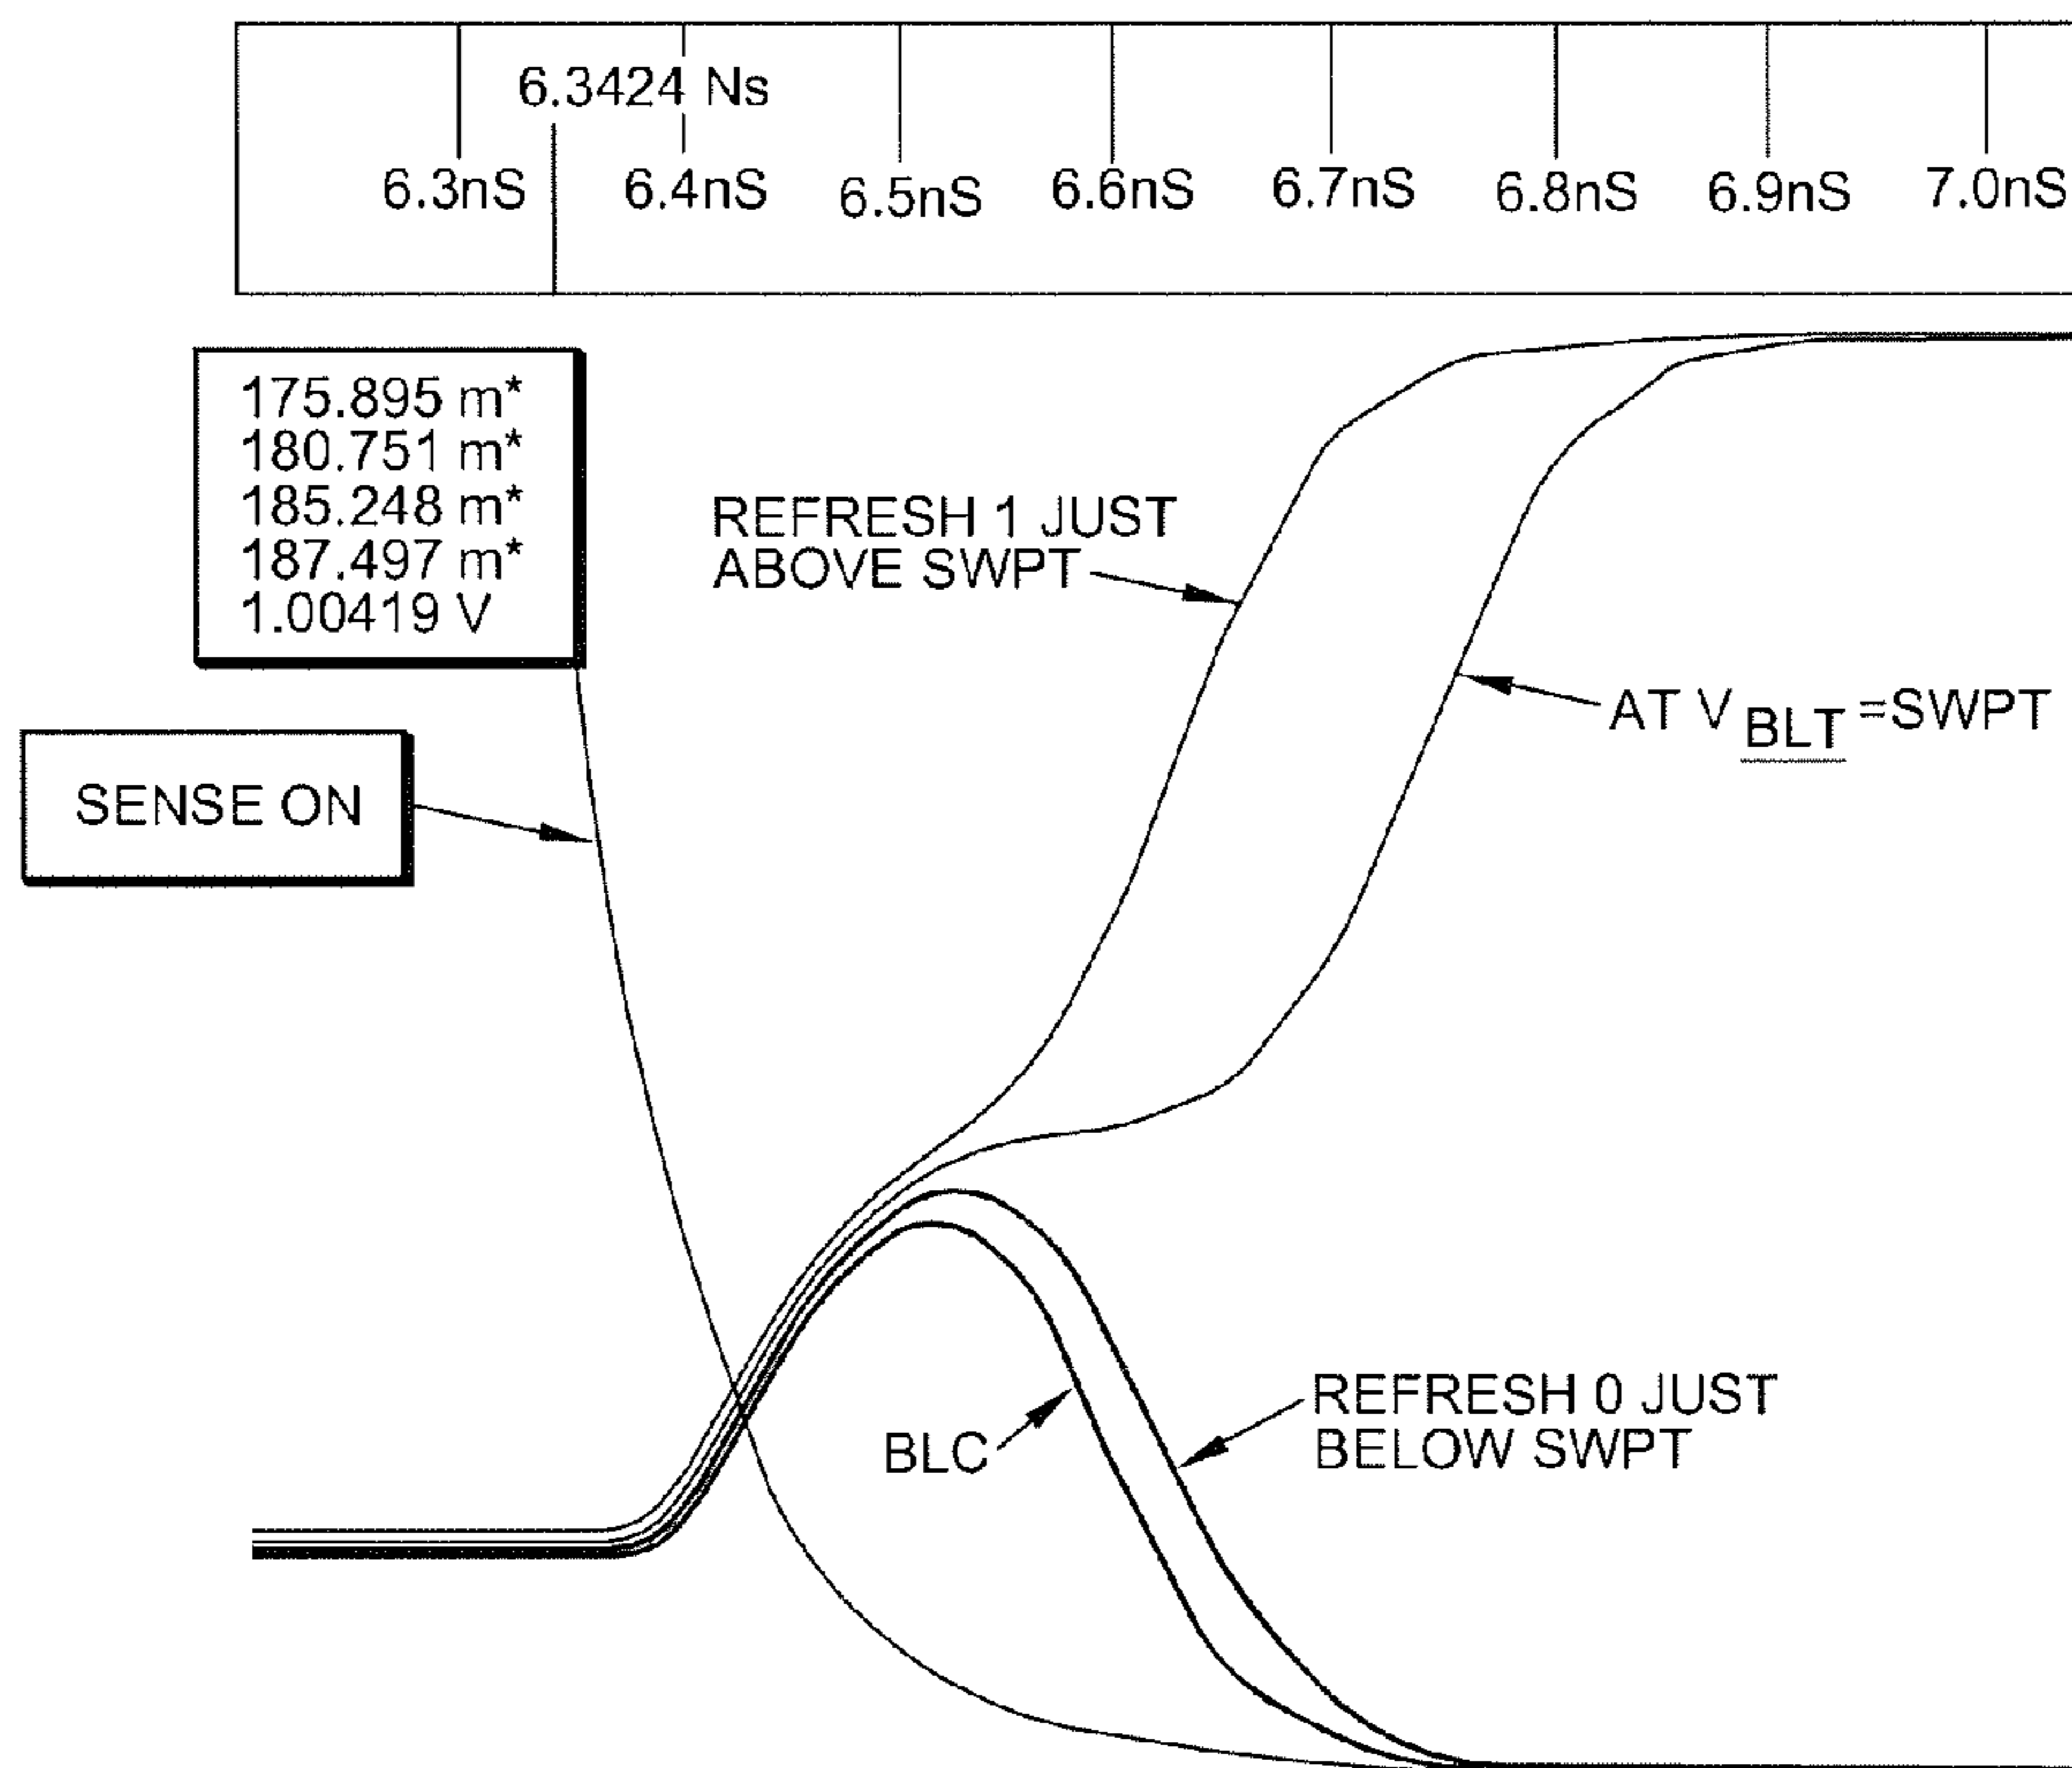 6.3424 Ns
6.3nS 6.4nS 6.5nS 6.6nS 6.7nS 6.8nS 6.9nS 7.0nS
175.895 m*
180.751 m*
185.248 m*
187.497 m*
1.00419 V
REFRESH 1 JUST
ABOVE SWPT
AT V BLT =SWPT
SENSE ON
REFRESH 0 JUST
BELOW SWPT
BLC